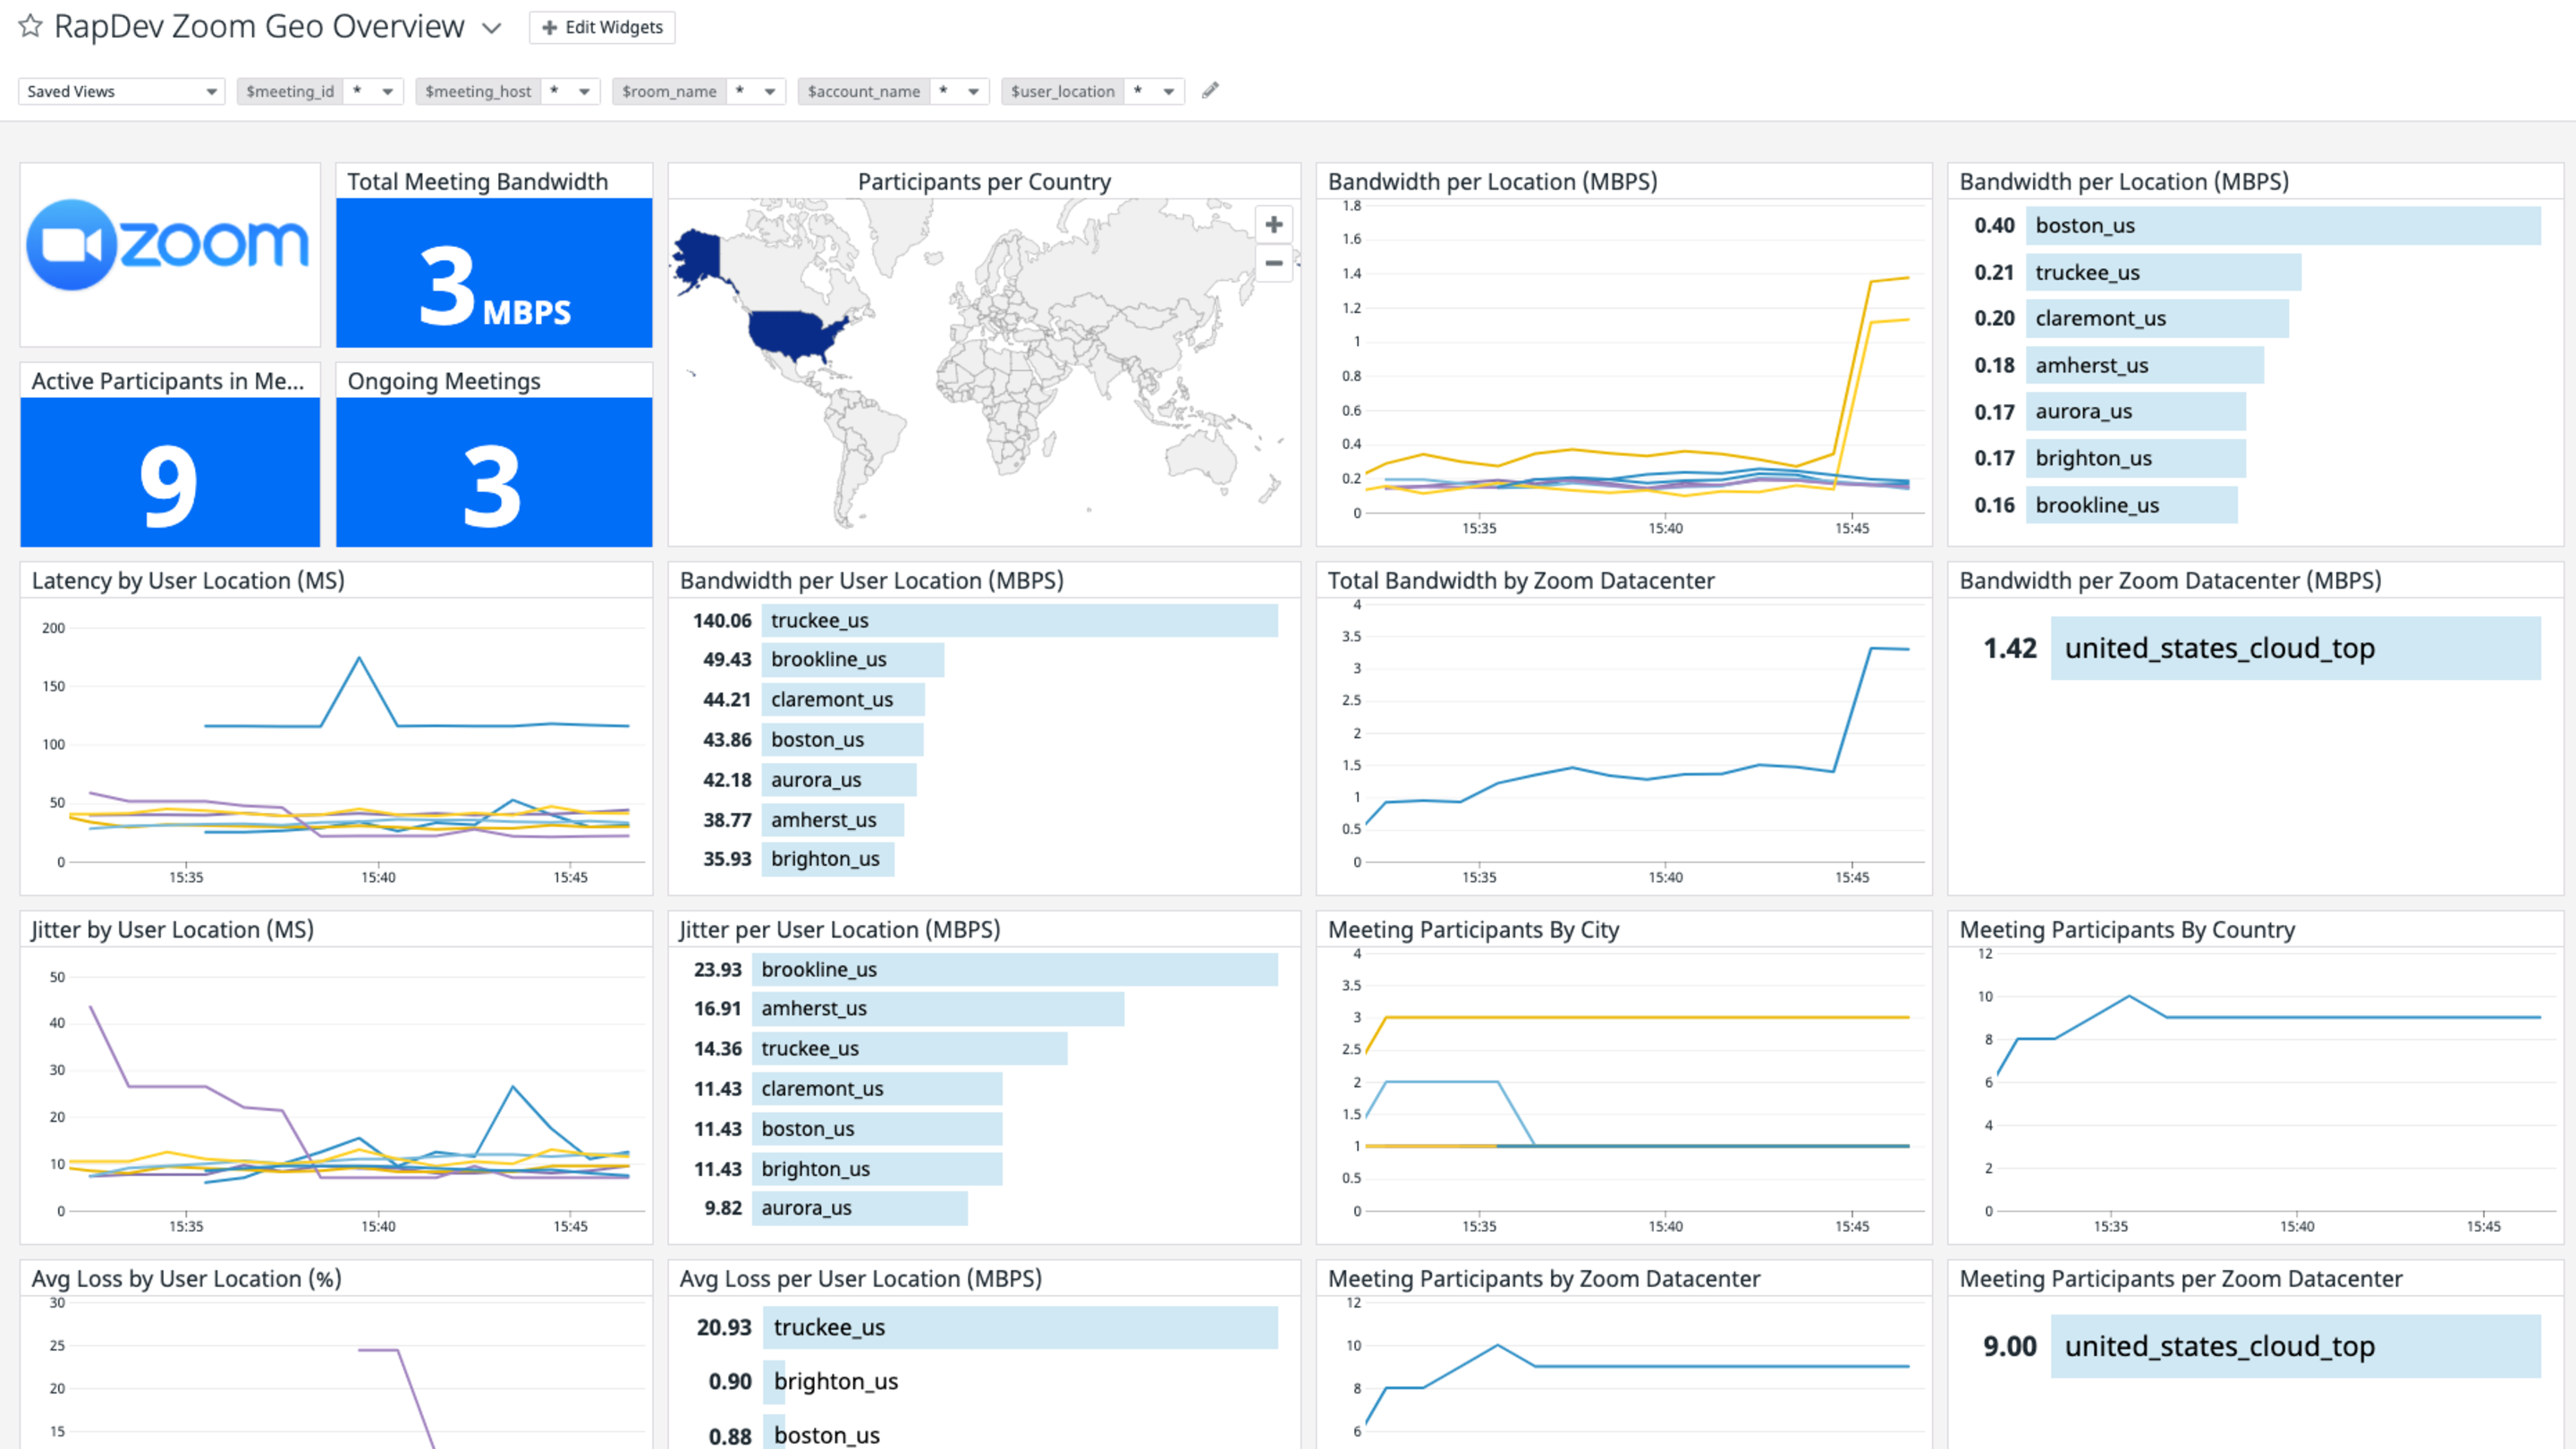 RapDev Zoom Geo Overview
Edit Widgets
Saved Views
$meeting_id *
$meeting_host *
$room_name *
$account_name *
$user_location *
zoom
Total Meeting Bandwidth
3 MBPS
Active Participants in Me...
9
Ongoing Meetings
3
Participants per Country
+
−
Bandwidth per Location (MBPS)
1.8
1.6
1.4
1.2
1
0.8
0.6
0.4
0.2
0
15:35 15:40 15:45
Bandwidth per Location (MBPS)
0.40 boston_us
0.21 truckee_us
0.20 claremont_us
0.18 amherst_us
0.17 aurora_us
0.17 brighton_us
0.16 brookline_us
Latency by User Location (MS)
200
150
100
50
0
15:35 15:40 15:45
Bandwidth per User Location (MBPS)
140.06 truckee_us
49.43 brookline_us
44.21 claremont_us
43.86 boston_us
42.18 aurora_us
38.77 amherst_us
35.93 brighton_us
Total Bandwidth by Zoom Datacenter
4
3.5
3
2.5
2
1.5
1
0.5
0
15:35 15:40 15:45
Bandwidth per Zoom Datacenter (MBPS)
1.42 united_states_cloud_top
Jitter by User Location (MS)
50
40
30
20
10
0
15:35 15:40 15:45
Jitter per User Location (MBPS)
23.93 brookline_us
16.91 amherst_us
14.36 truckee_us
11.43 claremont_us
11.43 boston_us
11.43 brighton_us
9.82 aurora_us
Meeting Participants By City
4
3.5
3
2.5
2
1.5
1
0.5
0
15:35 15:40 15:45
Meeting Participants By Country
12
10
8
6
4
2
0
15:35 15:40 15:45
Avg Loss by User Location (%)
30
25
20
15
Avg Loss per User Location (MBPS)
20.93 truckee_us
0.90 brighton_us
0.88 boston_us
Meeting Participants by Zoom Datacenter
12
10
8
6
Meeting Participants per Zoom Datacenter
9.00 united_states_cloud_top